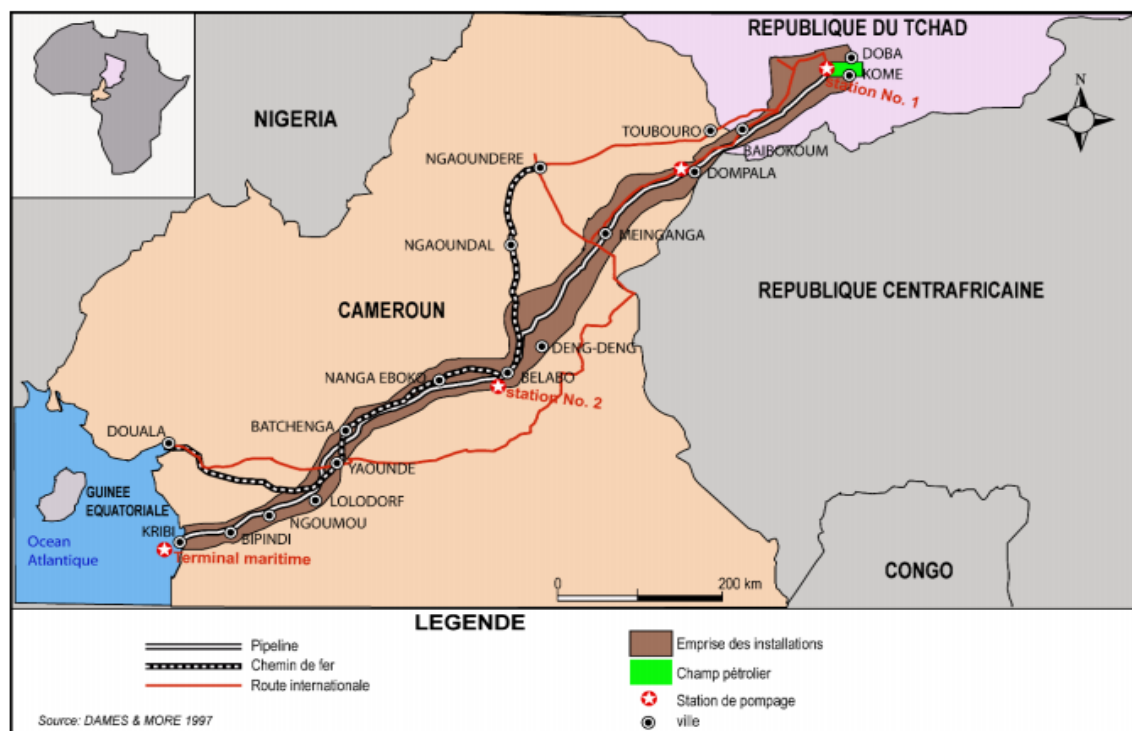 REPUBLIQUE DU TCHAD
DOBA
KOME
station No. 1
N
NIGERIA
TOUBOURO
BAIBOKOUM
NGAOUNDERE
DOMPALA
MEINGANGA
NGAOUNDAL
REPUBLIQUE CENTRAFRICAINE
CAMEROUN
DENG-DENG
NANGA EBOKO
BELABO
station No. 2
BATCHENGA
DOUALA
YAOUNDE
GUINEE
EQUATORIALE
LOLODORF
NGOUMOU
KRIBI
BIPINDI
Ocean
Atlantique
Terminal maritime
0
200 km
CONGO
LEGENDE
Pipeline
Chemin de fer
Route internationale
Emprise des installations
Champ pétrolier
Station de pompage
ville
Source: DAMES & MORE 1997